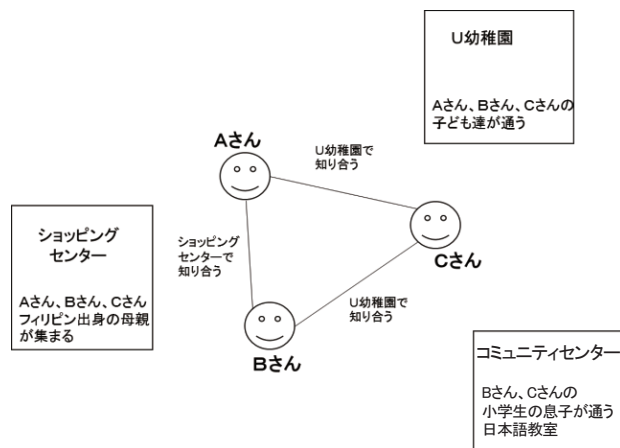 U幼稚園
Aさん、Bさん、Cさんの
子ども達が通う
Aさん
U幼稚園で
知り合う
ショッピング
センター
Aさん、Bさん、Cさん
フィリピン出身の母親
が集まる
ショッピング
センターで
知り合う
Cさん
U幼稚園で
知り合う
Bさん
コミュニティセンター
Bさん、Cさんの
小学生の息子が通う
日本語教室